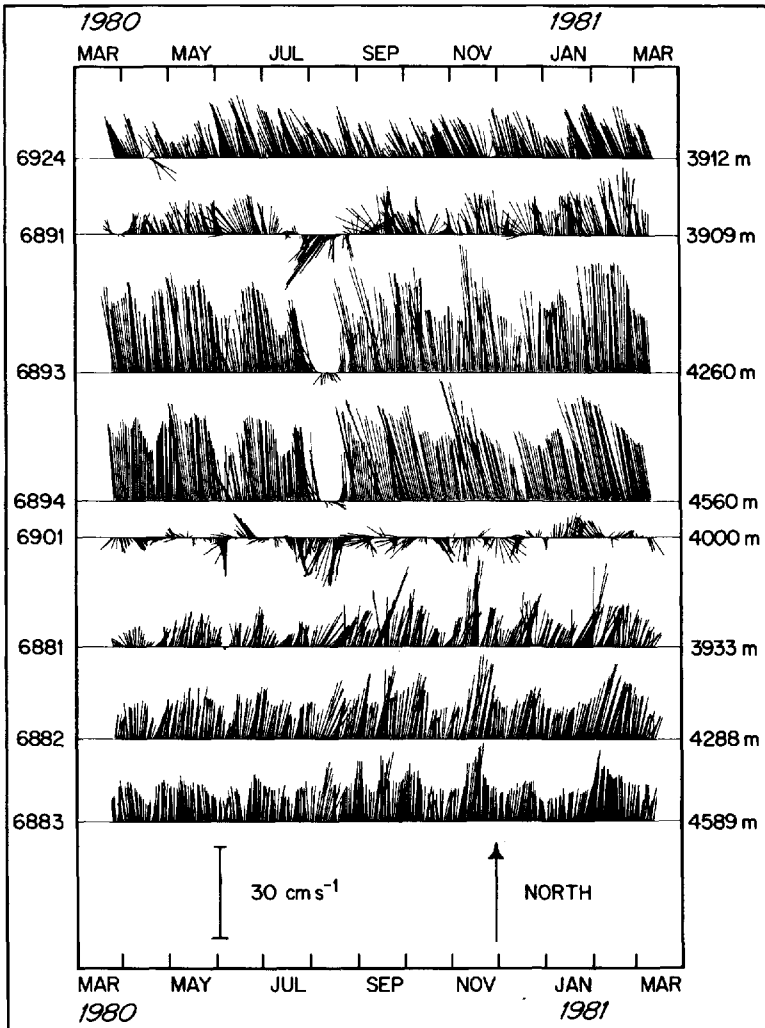 1980 1981
MAR MAY JUL SEP NOV JAN MAR
6924 3912 m
6891 3909 m
6893 4260 m
6894 4560 m
6901 4000 m
6881 3933 m
6882 4288 m
6883 4589 m
30 cm s⁻¹ NORTH
MAR MAY JUL SEP NOV JAN MAR
1980 1981